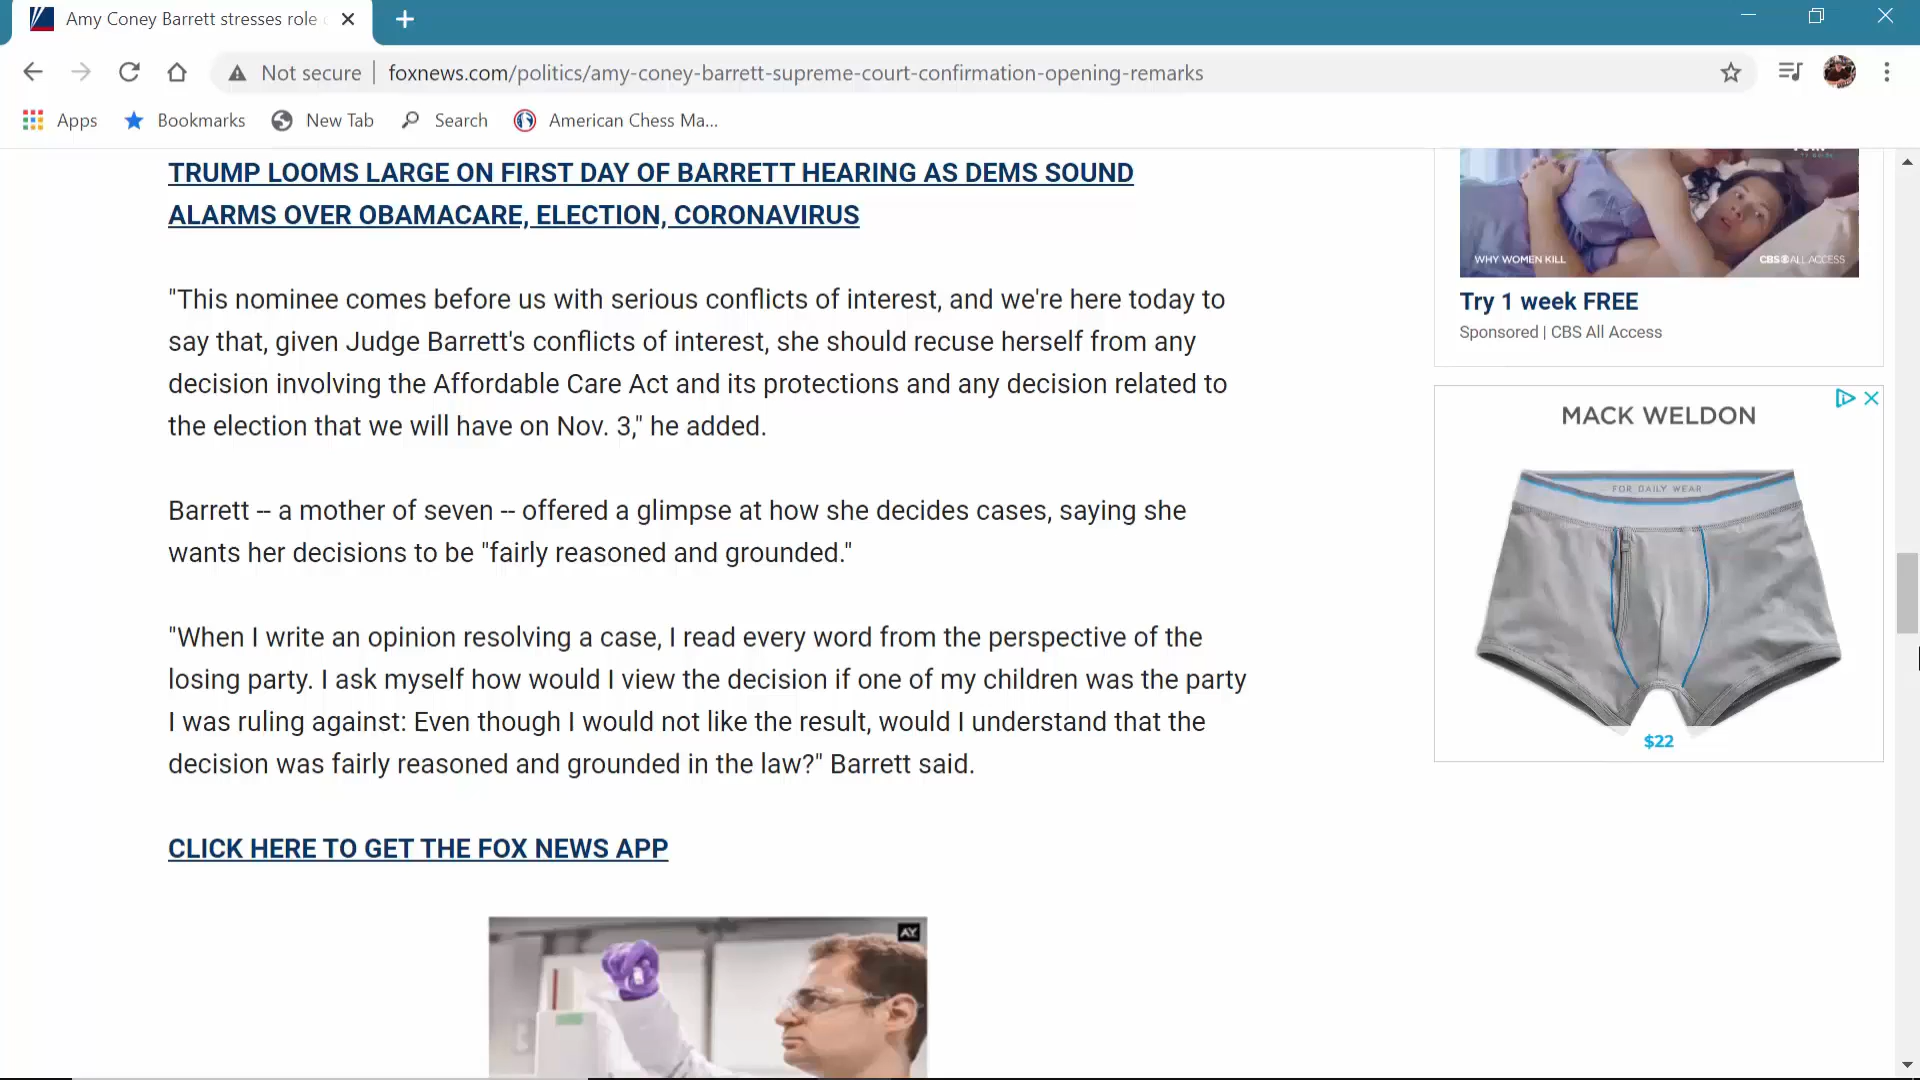 Amy Coney Barrett stresses role
Not secure
foxnews.com/politics/amy-coney-barrett-supreme-court-confirmation-opening-remarks
Apps
Bookmarks
New Tab
Search
American Chess Ma...
TRUMP LOOMS LARGE ON FIRST DAY OF BARRETT HEARING AS DEMS SOUND
ALARMS OVER OBAMACARE, ELECTION, CORONAVIRUS
"This nominee comes before us with serious conflicts of interest, and we're here today to
say that, given Judge Barrett's conflicts of interest, she should recuse herself from any
decision involving the Affordable Care Act and its protections and any decision related to
the election that we will have on Nov. 3," he added.
Barrett -- a mother of seven -- offered a glimpse at how she decides cases, saying she
wants her decisions to be "fairly reasoned and grounded."
"When I write an opinion resolving a case, I read every word from the perspective of the
losing party. I ask myself how would I view the decision if one of my children was the party
I was ruling against: Even though I would not like the result, would I understand that the
decision was fairly reasoned and grounded in the law?" Barrett said.
CLICK HERE TO GET THE FOX NEWS APP
AY
WHY WOMEN KILL
CBS ALL ACCESS
Try 1 week FREE
Sponsored | CBS All Access
MACK WELDON
FOR DAILY WEAR
$22